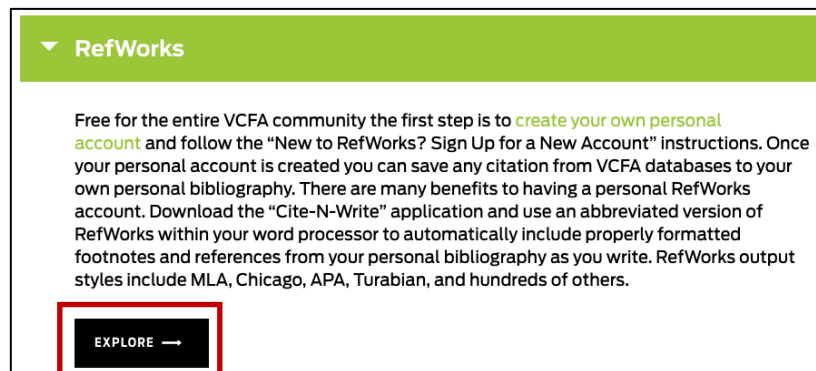 RefWorks
Free for the entire VCFA community the first step is to create your own personal
account and follow the “New to RefWorks? Sign Up for a New Account” instructions. Once
your personal account is created you can save any citation from VCFA databases to your
own personal bibliography. There are many benefits to having a personal RefWorks
account. Download the “Cite-N-Write” application and use an abbreviated version of
RefWorks within your word processor to automatically include properly formatted
footnotes and references from your personal bibliography as you write. RefWorks output
styles include MLA, Chicago, APA, Turabian, and hundreds of others.
EXPLORE →